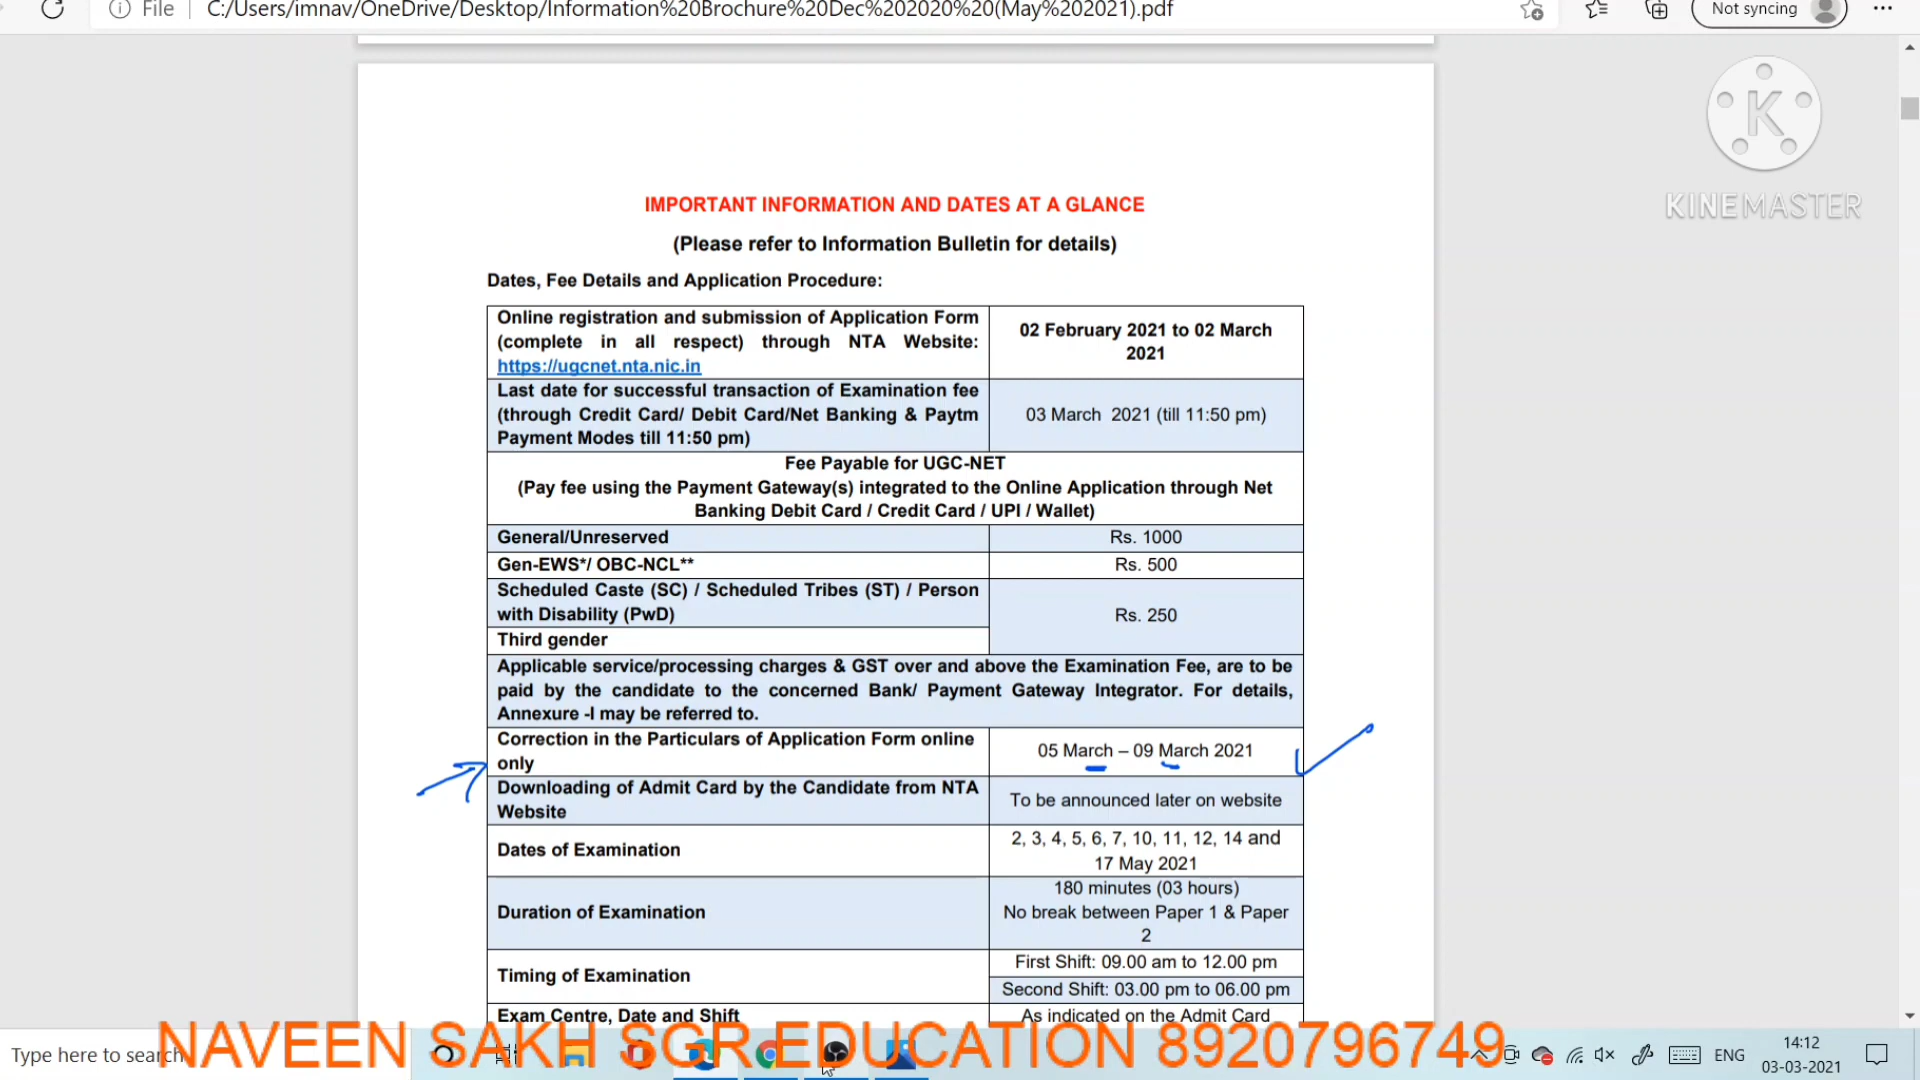 File
C:/Users/imnav/OneDrive/Desktop/Information%20Brochure%20Dec%202020%20(May%202021).pdf
Not syncing
K
KINEMASTER
IMPORTANT INFORMATION AND DATES AT A GLANCE
(Please refer to Information Bulletin for details)
Dates, Fee Details and Application Procedure:
Online registration and submission of Application Form
(complete in all respect) through NTA Website:
https://ugcnet.nta.nic.in
02 February 2021 to 02 March
2021
Last date for successful transaction of Examination fee
(through Credit Card/ Debit Card/Net Banking & Paytm
Payment Modes till 11:50 pm)
03 March 2021 (till 11:50 pm)
Fee Payable for UGC-NET
(Pay fee using the Payment Gateway(s) integrated to the Online Application through Net
Banking Debit Card / Credit Card / UPI / Wallet)
General/Unreserved
Rs. 1000
Gen-EWS*/ OBC-NCL**
Rs. 500
Scheduled Caste (SC) / Scheduled Tribes (ST) / Person
with Disability (PwD)
Rs. 250
Third gender
Applicable service/processing charges & GST over and above the Examination Fee, are to be
paid by the candidate to the concerned Bank/ Payment Gateway Integrator. For details,
Annexure -I may be referred to.
Correction in the Particulars of Application Form online
only
05 March – 09 March 2021
Downloading of Admit Card by the Candidate from NTA
Website
To be announced later on website
Dates of Examination
2, 3, 4, 5, 6, 7, 10, 11, 12, 14 and
17 May 2021
Duration of Examination
180 minutes (03 hours)
No break between Paper 1 & Paper
2
Timing of Examination
First Shift: 09.00 am to 12.00 pm
Second Shift: 03.00 pm to 06.00 pm
Exam Centre, Date and Shift
As indicated on the Admit Card
NAVEEN SAKH SGR EDUCATION 8920796749
Type here to search
ENG
14:12
03-03-2021